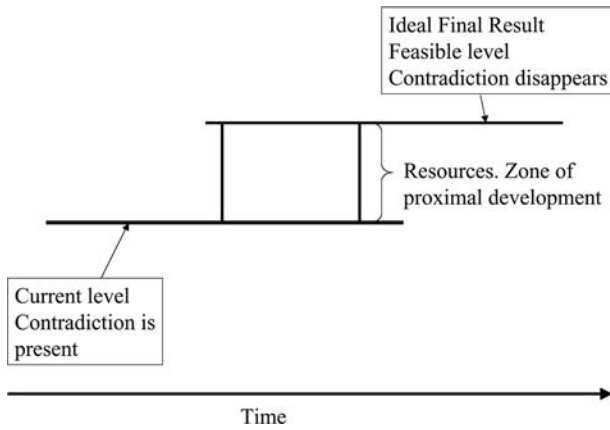 Ideal Final Result
Feasible level
Contradiction disappears
Resources. Zone of
proximal development
Current level
Contradiction is
present
Time